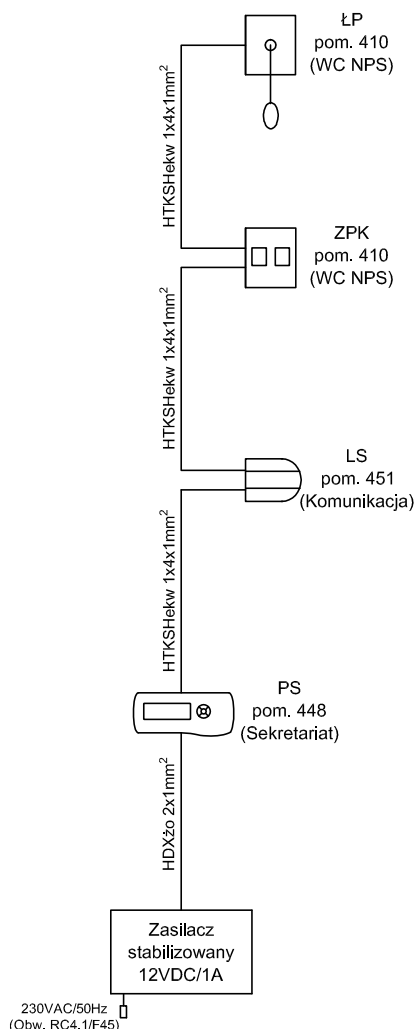 ŁP
pom. 410
(WC NPS)
HTKSHekw 1x4x1mm²
ZPK
pom. 410
(WC NPS)
HTKSHekw 1x4x1mm²
LS
pom. 451
(Komunikacja)
HTKSHekw 1x4x1mm²
PS
pom. 448
(Sekretariat)
HDXżo 2x1mm²
Zasilacz
stabilizowany
12VDC/1A
230VAC/50Hz
(Obw. RC4.1/F45)